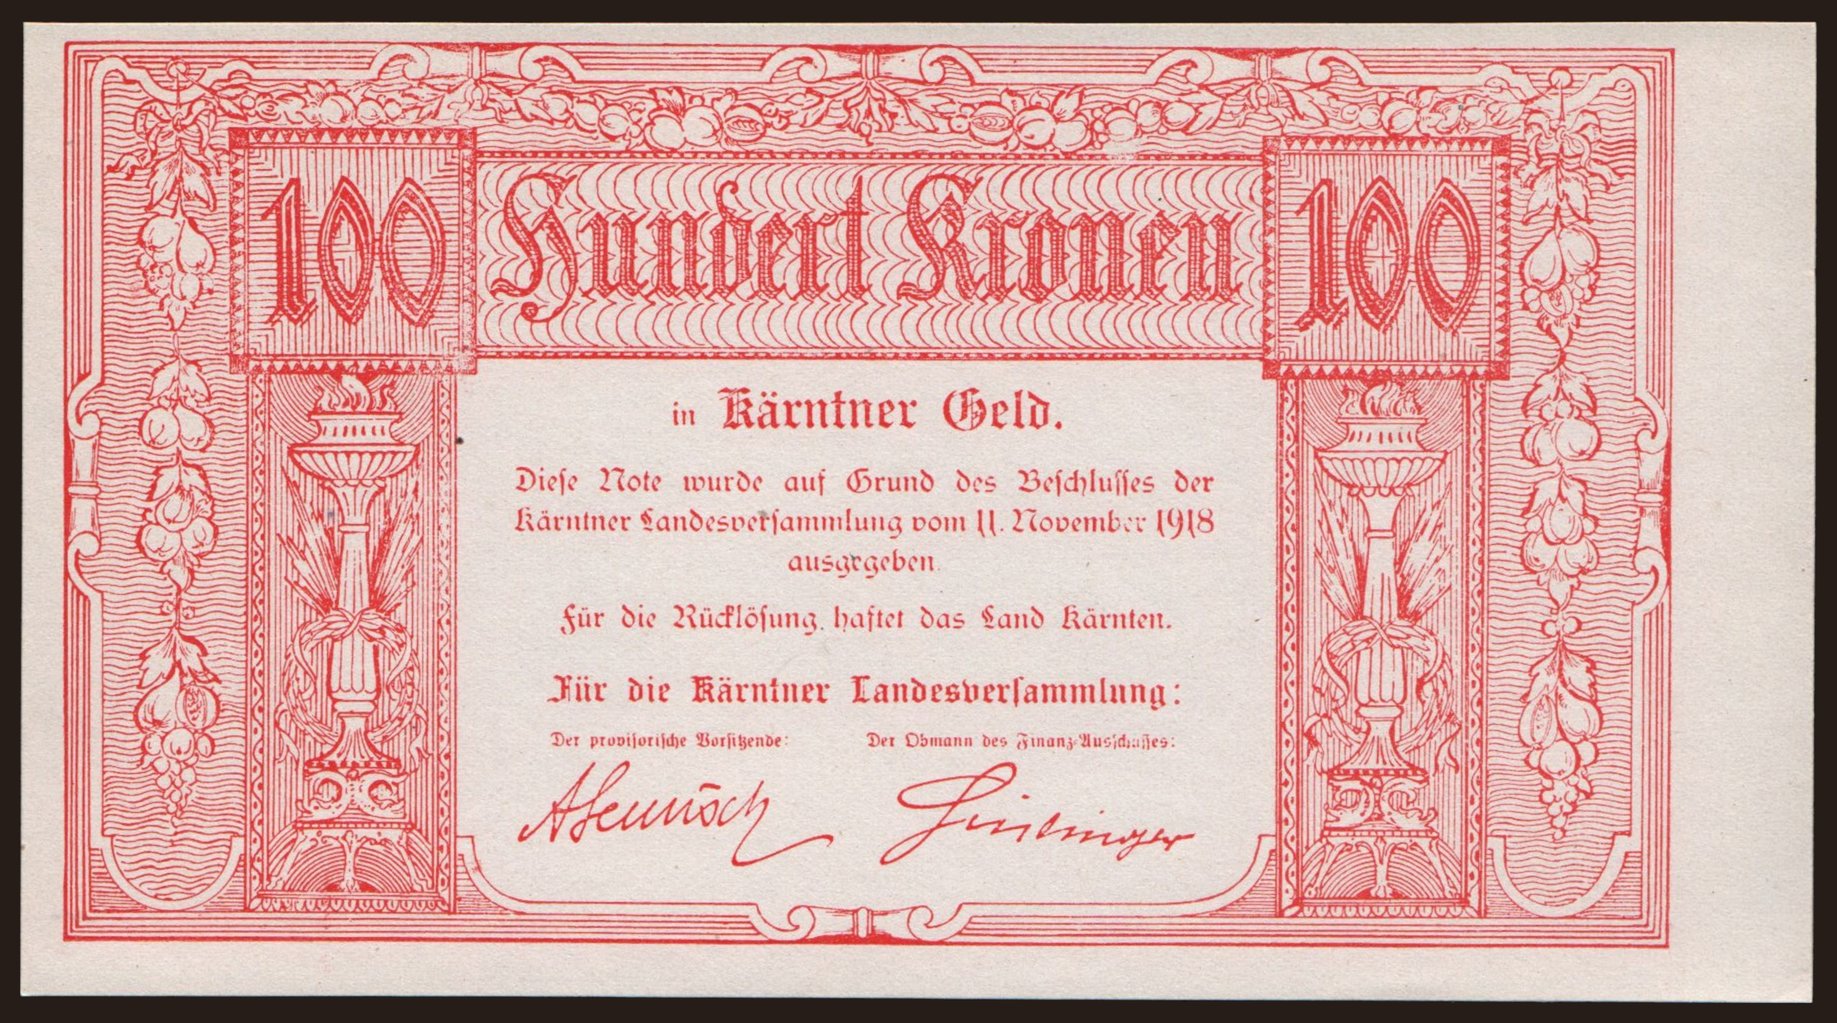 100 Hundert Kronen 100
in Kärntner Geld.
Diese Note wurde auf Grund des Beschlusses der
Kärntner Landesversammlung vom 11. November 1918
ausgegeben.
Für die Rücklösung haftet das Land Kärnten.
Für die Kärntner Landesversammlung:
Der provisorische Vorsitzende: Der Obmann des Finanz-Ausschusses: